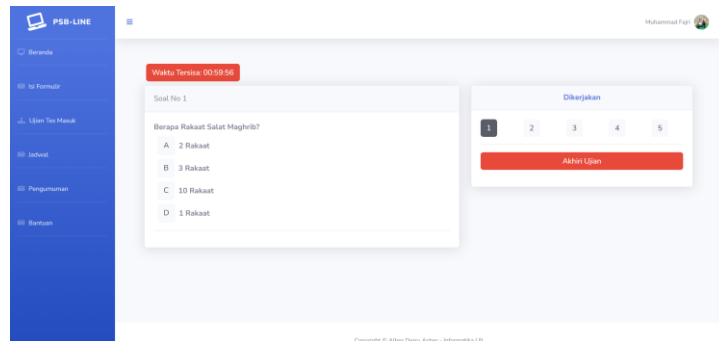 PSB-LINE
Muhammad Fajri
Beranda
Isi Formulir
Ujian Tes Masuk
Jadwal
Pengumuman
Bantuan
Waktu Tersisa: 00:59:56
Soal No 1
Berapa Rakaat Salat Maghrib?
A 2 Rakaat
B 3 Rakaat
C 10 Rakaat
D 1 Rakaat
Dikerjakan
1 2 3 4 5
Akhiri Ujian
Copyright ©